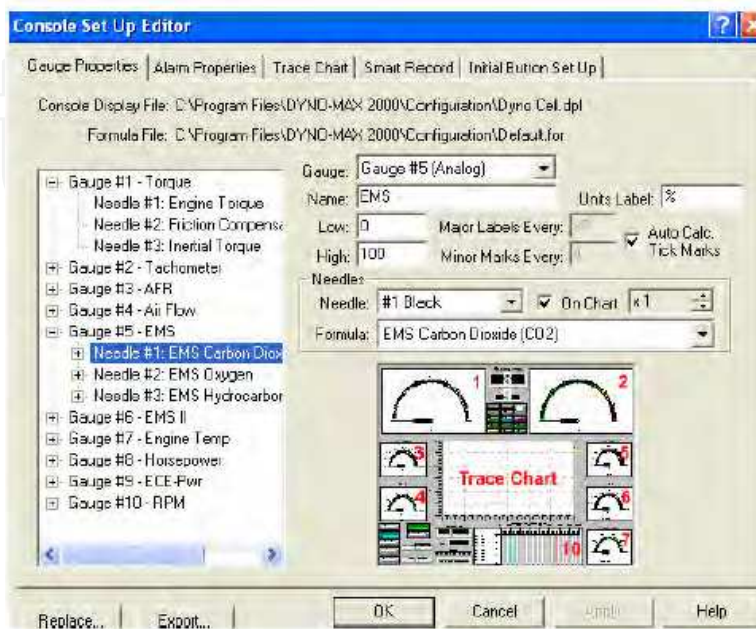 Console Set Up Editor
Gauge Properties
Alarm Properties
Trace Chart
Smart Record
Initial Button Set Up
Console Display File: C:\Program Files\DYNO-MAX 2000\Configuration\Dyno Cell.dpl
Formula File: C:\Program Files\DYNO-MAX 2000\Configuration\Default.for
Gauge #1 - Torque
Needle #1: Engine Torque
Needle #2: Friction Compensa
Needle #3: Inertial Torque
Gauge #2 - Tachometer
Gauge #3 - AFR
Gauge #4 - Air Flow
Gauge #5 - EMS
Needle #1: EMS Carbon Diox
Needle #2: EMS Oxygen
Needle #3: EMS Hydrocarbor
Gauge #6 - EMS II
Gauge #7 - Engine Temp
Gauge #8 - Horsepower
Gauge #9 - ECE-Pwr
Gauge #10 - RPM
Gauge: Gauge #5 (Analog)
Name: EMS
Units Label: %
Low: 0
Major Labels Every:
High: 100
Minor Marks Every:
Auto Calc. Tick Marks
Needles
Needle: #1 Black
On Chart
x 1
Formula: EMS Carbon Dioxide (CO2)
1
2
3
Trace Chart
5
4
6
10
7
Replace...
Export...
OK
Cancel
Apply
Help